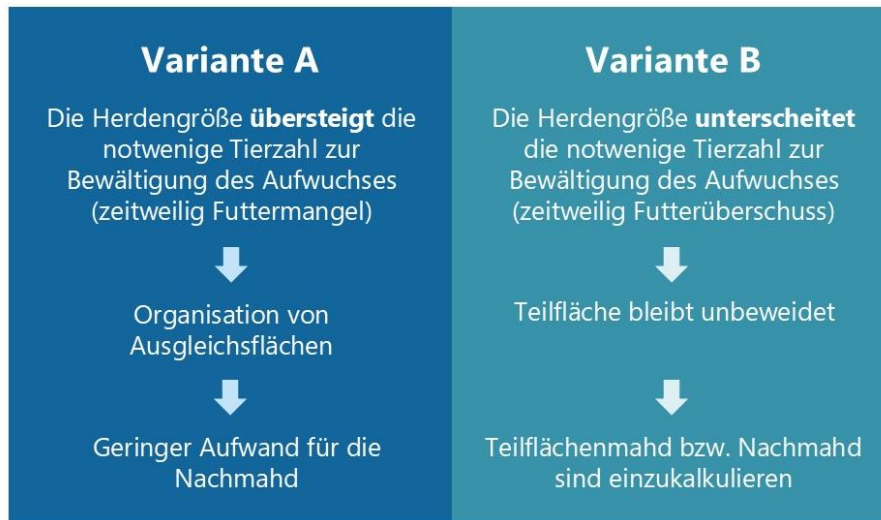 Variante A
Die Herdengröße übersteigt die
notwenige Tierzahl zur
Bewältigung des Aufwuchses
(zeitweilig Futtermangel)
Organisation von
Ausgleichsflächen
Geringer Aufwand für die
Nachmahd
Variante B
Die Herdengröße unterscheitet
die notwenige Tierzahl zur
Bewältigung des Aufwuchses
(zeitweilig Futterüberschuss)
Teilfläche bleibt unbeweidet
Teilflächenmahd bzw. Nachmahd
sind einzukalkulieren